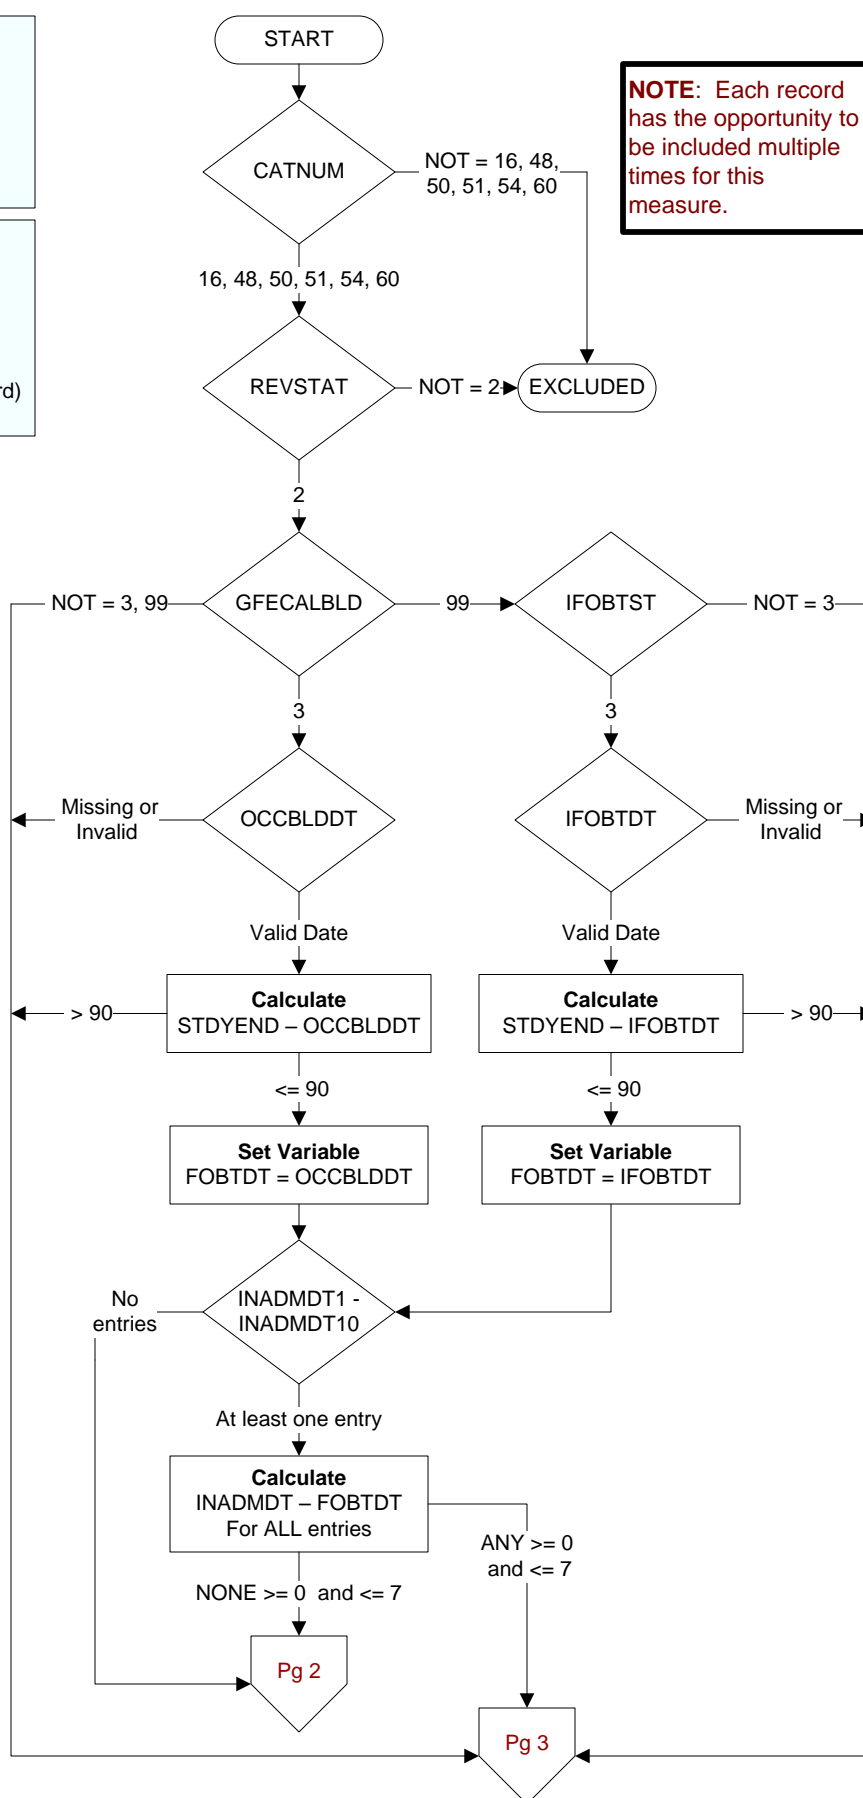 START
NOTE: Each record
has the opportunity to
be included multiple
times for this
measure.
CATNUM
NOT = 16, 48,
50, 51, 54, 60
16, 48, 50, 51, 54, 60
rd)
REVSTAT
NOT = 2
EXCLUDED
2
NOT = 3, 99
GFECALBLD
99
IFOBTST
NOT = 3
3
3
Missing or
Invalid
OCCBLDDT
IFOBTDT
Missing or
Invalid
Valid Date
Valid Date
> 90
Calculate
STDYEND – OCCBLDDT
Calculate
STDYEND – IFOBTDT
> 90
<= 90
<= 90
Set Variable
FOBTDT = OCCBLDDT
Set Variable
FOBTDT = IFOBTDT
No
entries
INADMDT1 -
INADMDT10
At least one entry
Calculate
INADMDT – FOBTDT
For ALL entries
ANY >= 0
and <= 7
NONE >= 0 and <= 7
Pg 2
Pg 3